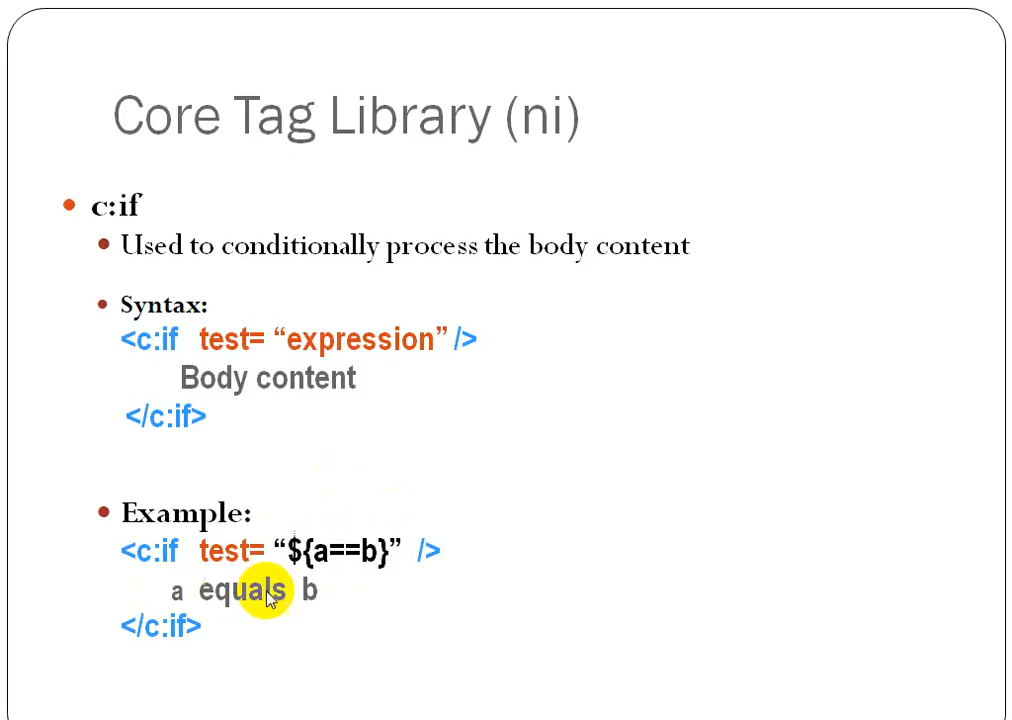 Core Tag Library (ni)
• c:if
• Used to conditionally process the body content
• Syntax:
<c:if test= “expression” />
Body content
</c:if>
• Example:
<c:if test= “${a==b}” />
a equals b
</c:if>